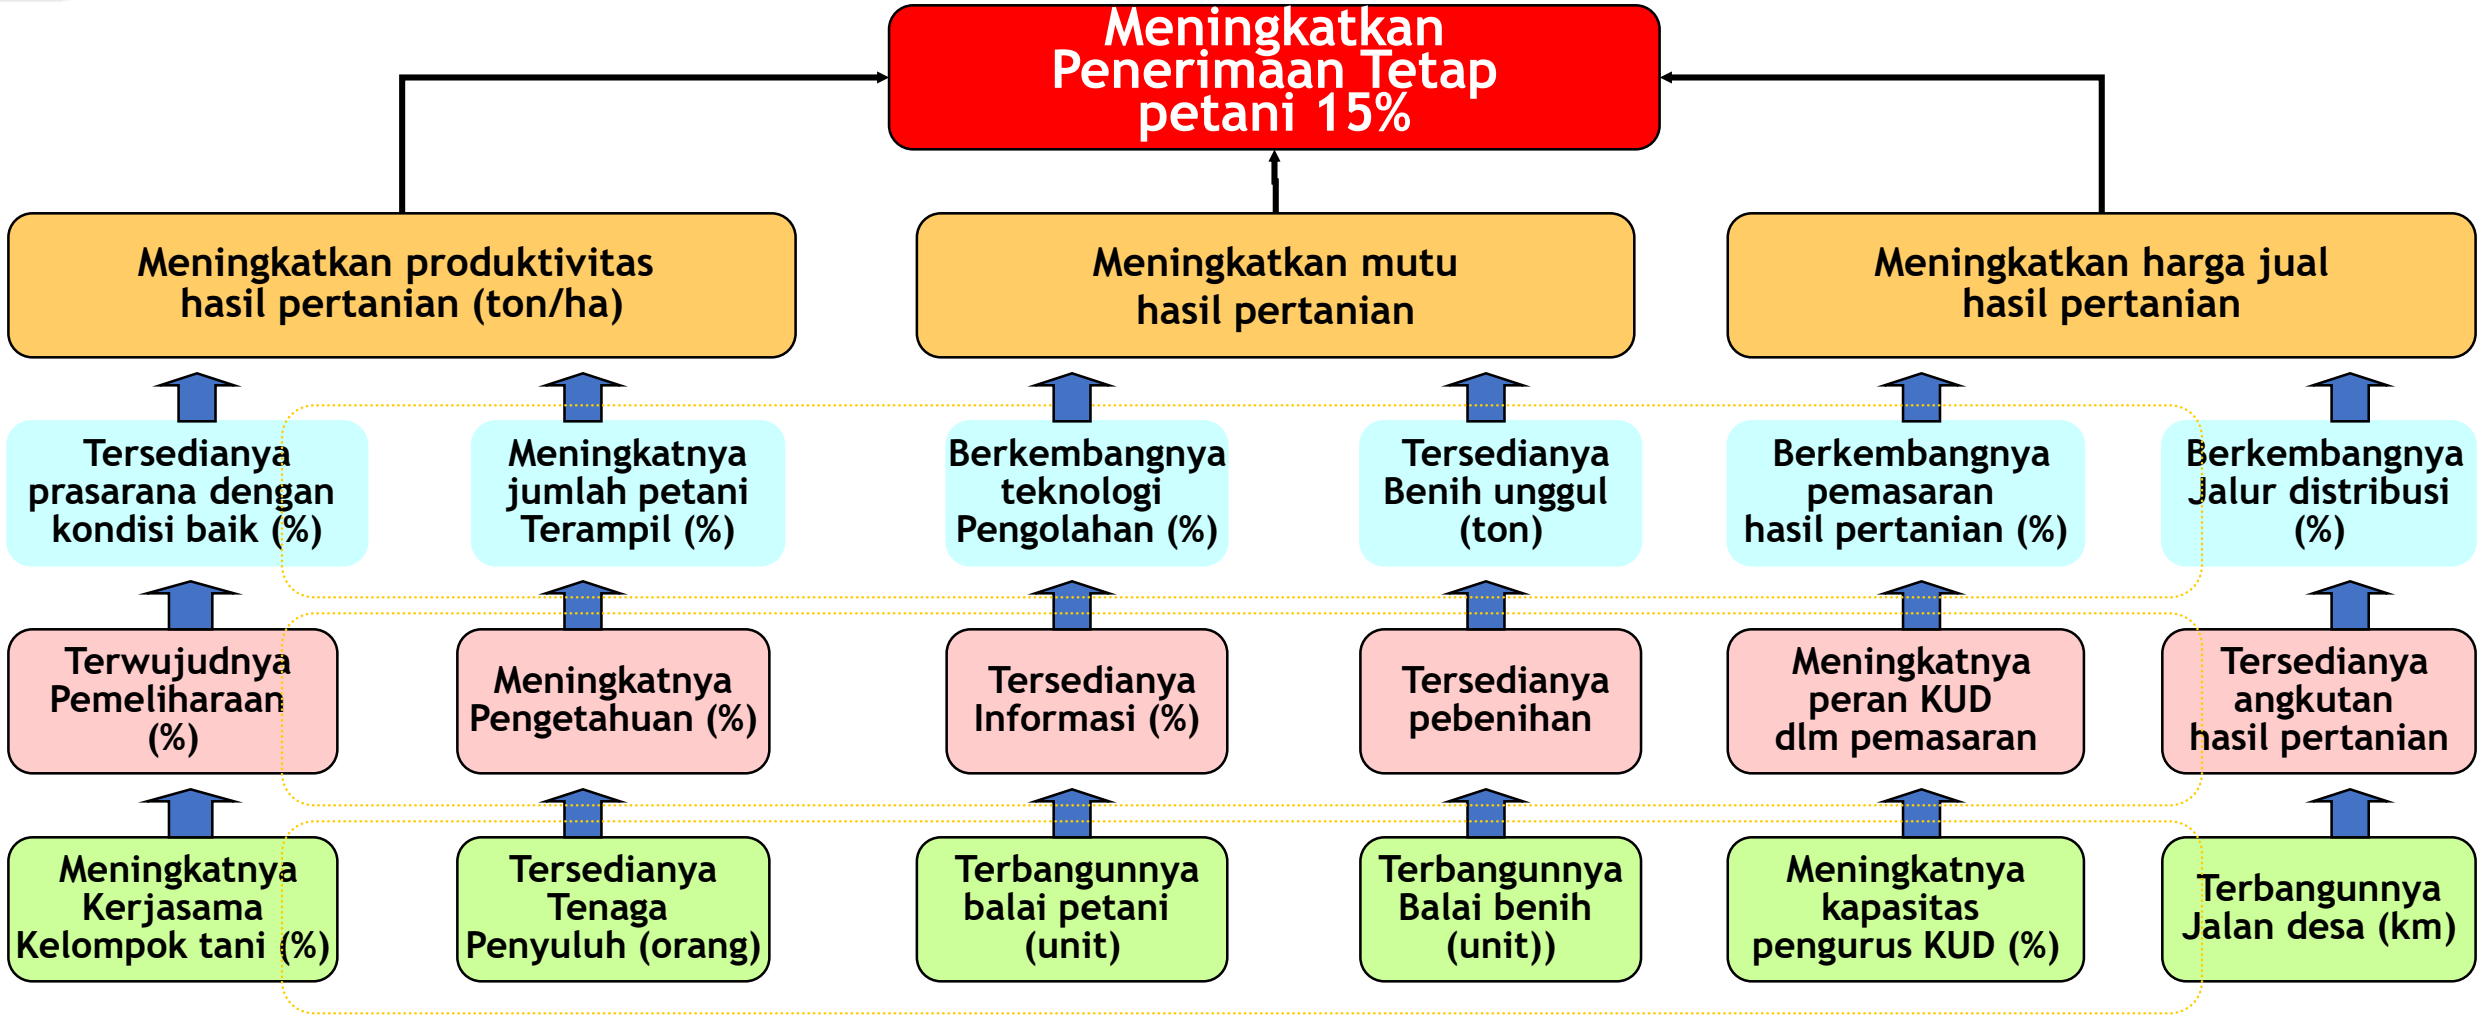 Meningkatkan
Penerimaan Tetap
petani 15%
Meningkatkan produktivitas
hasil pertanian (ton/ha)
Meningkatkan mutu
hasil pertanian
Meningkatkan harga jual
hasil pertanian
Tersedianya
prasarana dengan
kondisi baik (%)
Meningkatnya
jumlah petani
Terampil (%)
Berkembangnya
teknologi
Pengolahan (%)
Tersedianya
Benih unggul
(ton)
Berkembangnya
pemasaran
hasil pertanian (%)
Berkembangnya
Jalur distribusi
(%)
Terwujudnya
Pemeliharaan
(%)
Meningkatnya
Pengetahuan (%)
Tersedianya
Informasi (%)
Tersedianya
pebenihan
Meningkatnya
peran KUD
dlm pemasaran
Tersedianya
angkutan
hasil pertanian
Meningkatnya
Kerjasama
Kelompok tani (%)
Tersedianya
Tenaga
Penyuluh (orang)
Terbangunnya
balai petani
(unit)
Terbangunnya
Balai benih
(unit))
Meningkatnya
kapasitas
pengurus KUD (%)
Terbangunnya
Jalan desa (km)